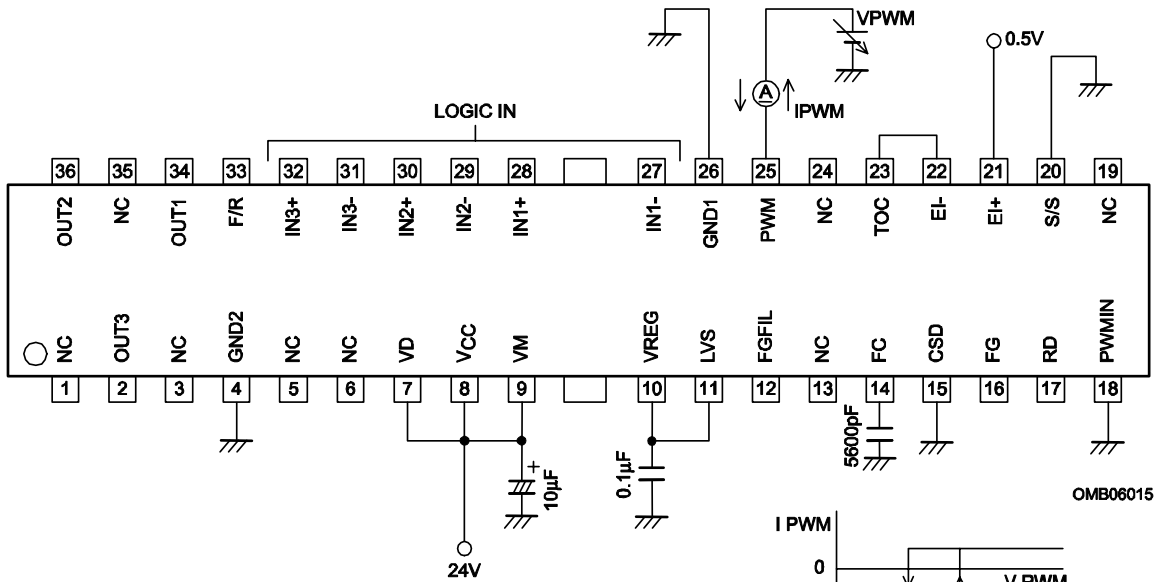 VPWM
0.5V
A
IPWM
LOGIC IN
36 35 34 33 32 31 30 29 28 27 26 25 24 23 22 21 20 19
OUT2 NC OUT1 F/R IN3+ IN3- IN2+ IN2- IN1+ IN1- GND1 PWM NC TOC EI- EI+ S/S NC
NC OUT3 NC GND2 NC NC VD VCC VM VREG LVS FGFIL NC FC CSD FG RD PWMIN
1 2 3 4 5 6 7 8 9 10 11 12 13 14 15 16 17 18
+
10μF
0.1μF
5600pF
OMB06015
24V
I PWM
0
V PWM